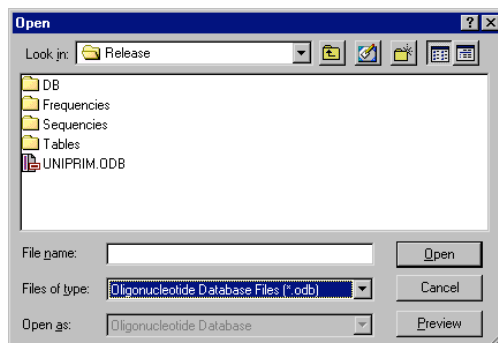 Open
Look in: Release
DB
Frequencies
Sequencies
Tables
UNIPRIM.ODB
File name: Open
Files of type: Oligonucleotide Database Files (*.odb) Cancel
Open as: Oligonucleotide Database Preview